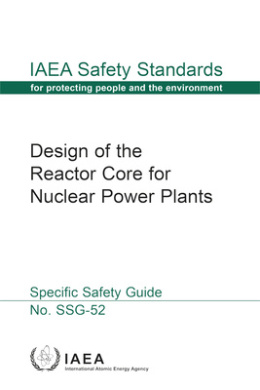 IAEA Safety Standards
for protecting people and the environment
Design of the
Reactor Core for
Nuclear Power Plants
Specific Safety Guide
No. SSG-52
IAEA
International Atomic Energy Agency